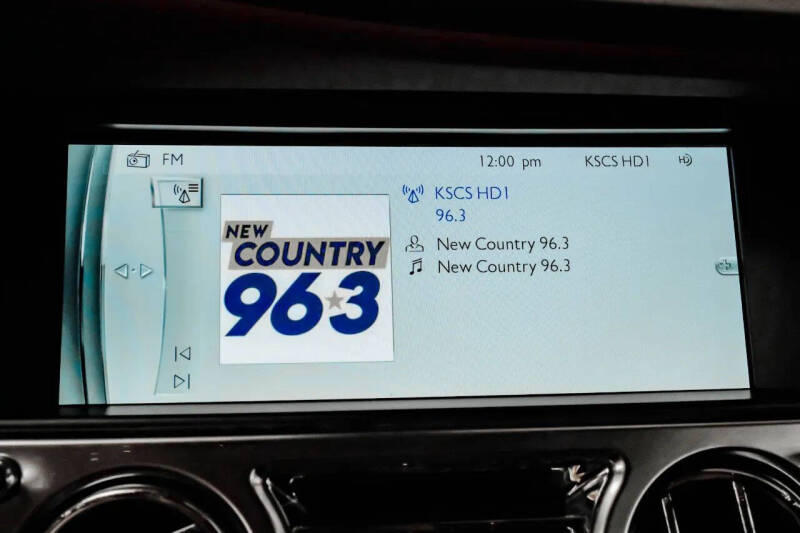 FM
12:00 pm
KSCS HD1
HD
KSCS HD1
96.3
New Country 96.3
New Country 96.3
NEW
COUNTRY
96★3